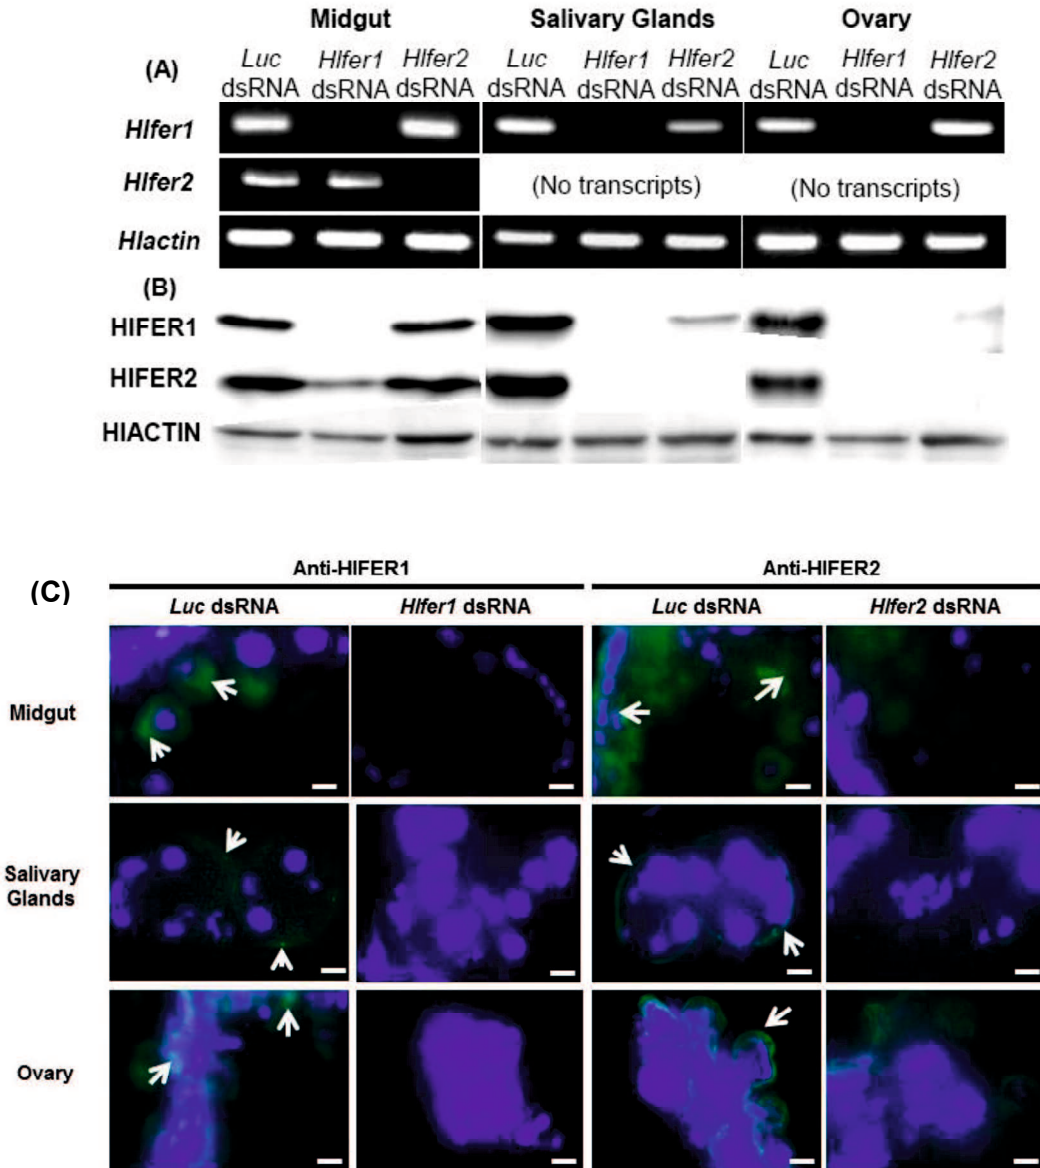 Midgut Salivary Glands Ovary
(A) Luc Hlfer1 Hlfer2 Luc Hlfer1 Hlfer2 Luc Hlfer1 Hlfer2
dsRNA dsRNA dsRNA dsRNA dsRNA dsRNA dsRNA dsRNA dsRNA
Hlfer1
Hlfer2 (No transcripts) (No transcripts)
Hlactin
(B)
HIFER1
HIFER2
HIACTIN
(C) Anti-HIFER1 Anti-HIFER2
Luc dsRNA Hlfer1 dsRNA Luc dsRNA Hlfer2 dsRNA
Midgut
Salivary
Glands
Ovary